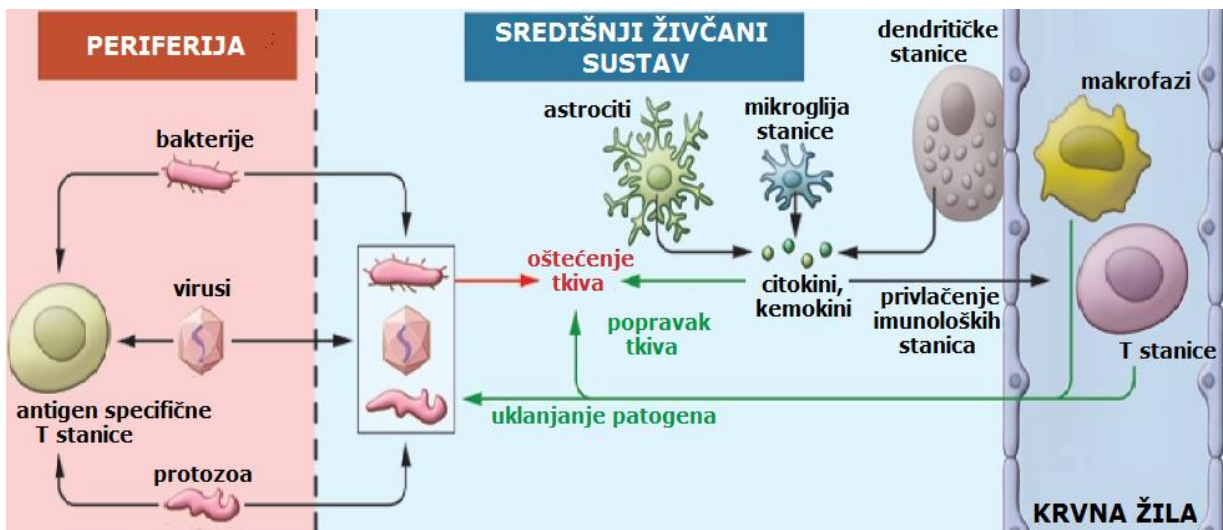 PERIFERIJA
SREDIŠNJI ŽIVČANI
SUSTAV
dendritičke
stanice
makrofazi
astrociti
mikroglija
stanice
bakterije
virusi
antigen specifične
T stanice
protozoa
oštećenje
tkiva
citokini,
kemokini
privlačenje
imunoloških
stanica
popravak
tkiva
uklanjanje patogena
T stanice
KRVNA ŽILA